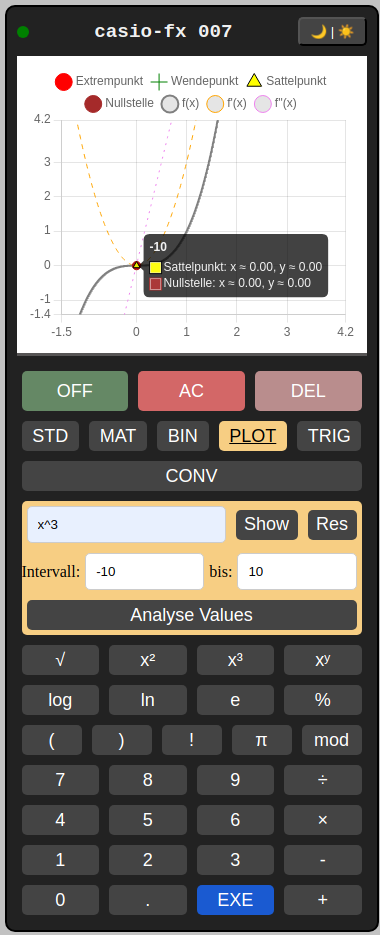 casio-fx 007
🌙 | ☀️
Extrempunkt Wendepunkt Sattelpunkt
Nullstelle f(x) f'(x) f''(x)
4.2
3
2
1
0
-1
-1.4
-10
Sattelpunkt: x ≈ 0.00, y ≈ 0.00
Nullstelle: x ≈ 0.00, y ≈ 0.00
-1.5 0 1 2 3 4.2
OFF AC DEL
STD MAT BIN PLOT TRIG
CONV
x^3 Show Res
Intervall: -10 bis: 10
Analyse Values
√ x² x³ xʸ
log ln e %
( ) ! π mod
7 8 9 ÷
4 5 6 ×
1 2 3 -
0 . EXE +